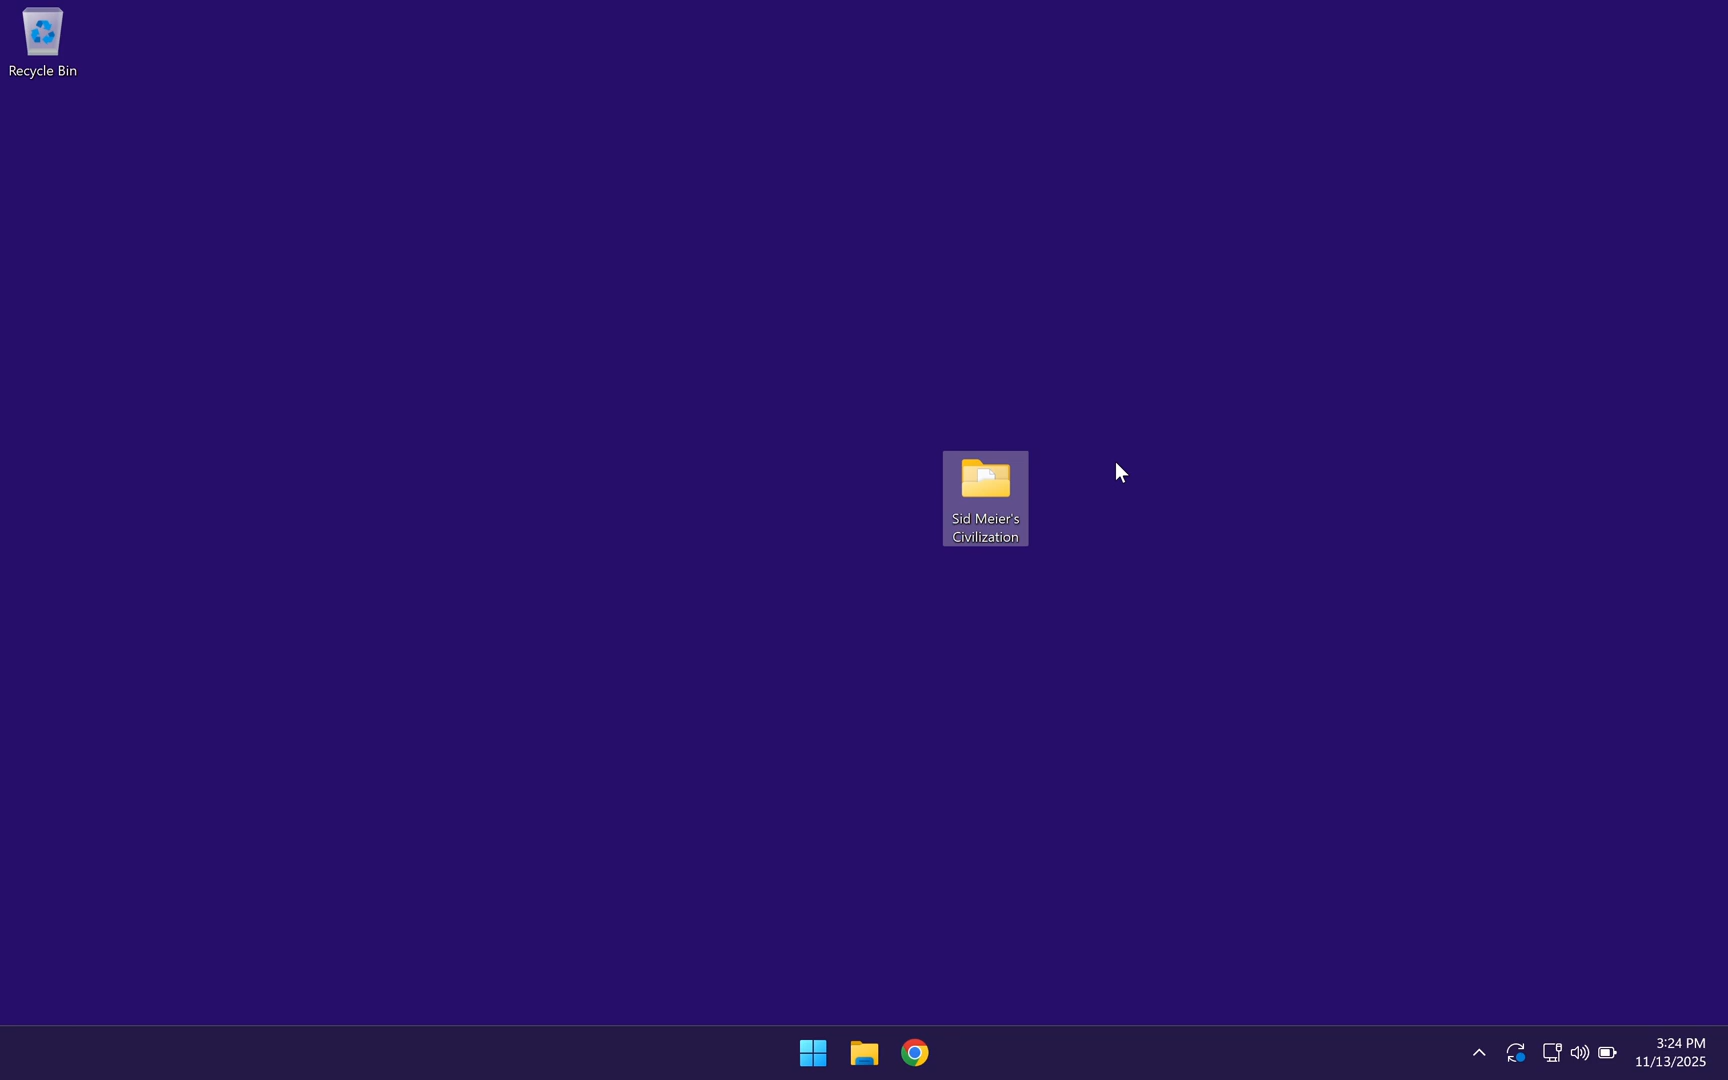 Recycle Bin
Sid Meier's
Civilization
3:24 PM
11/13/2025